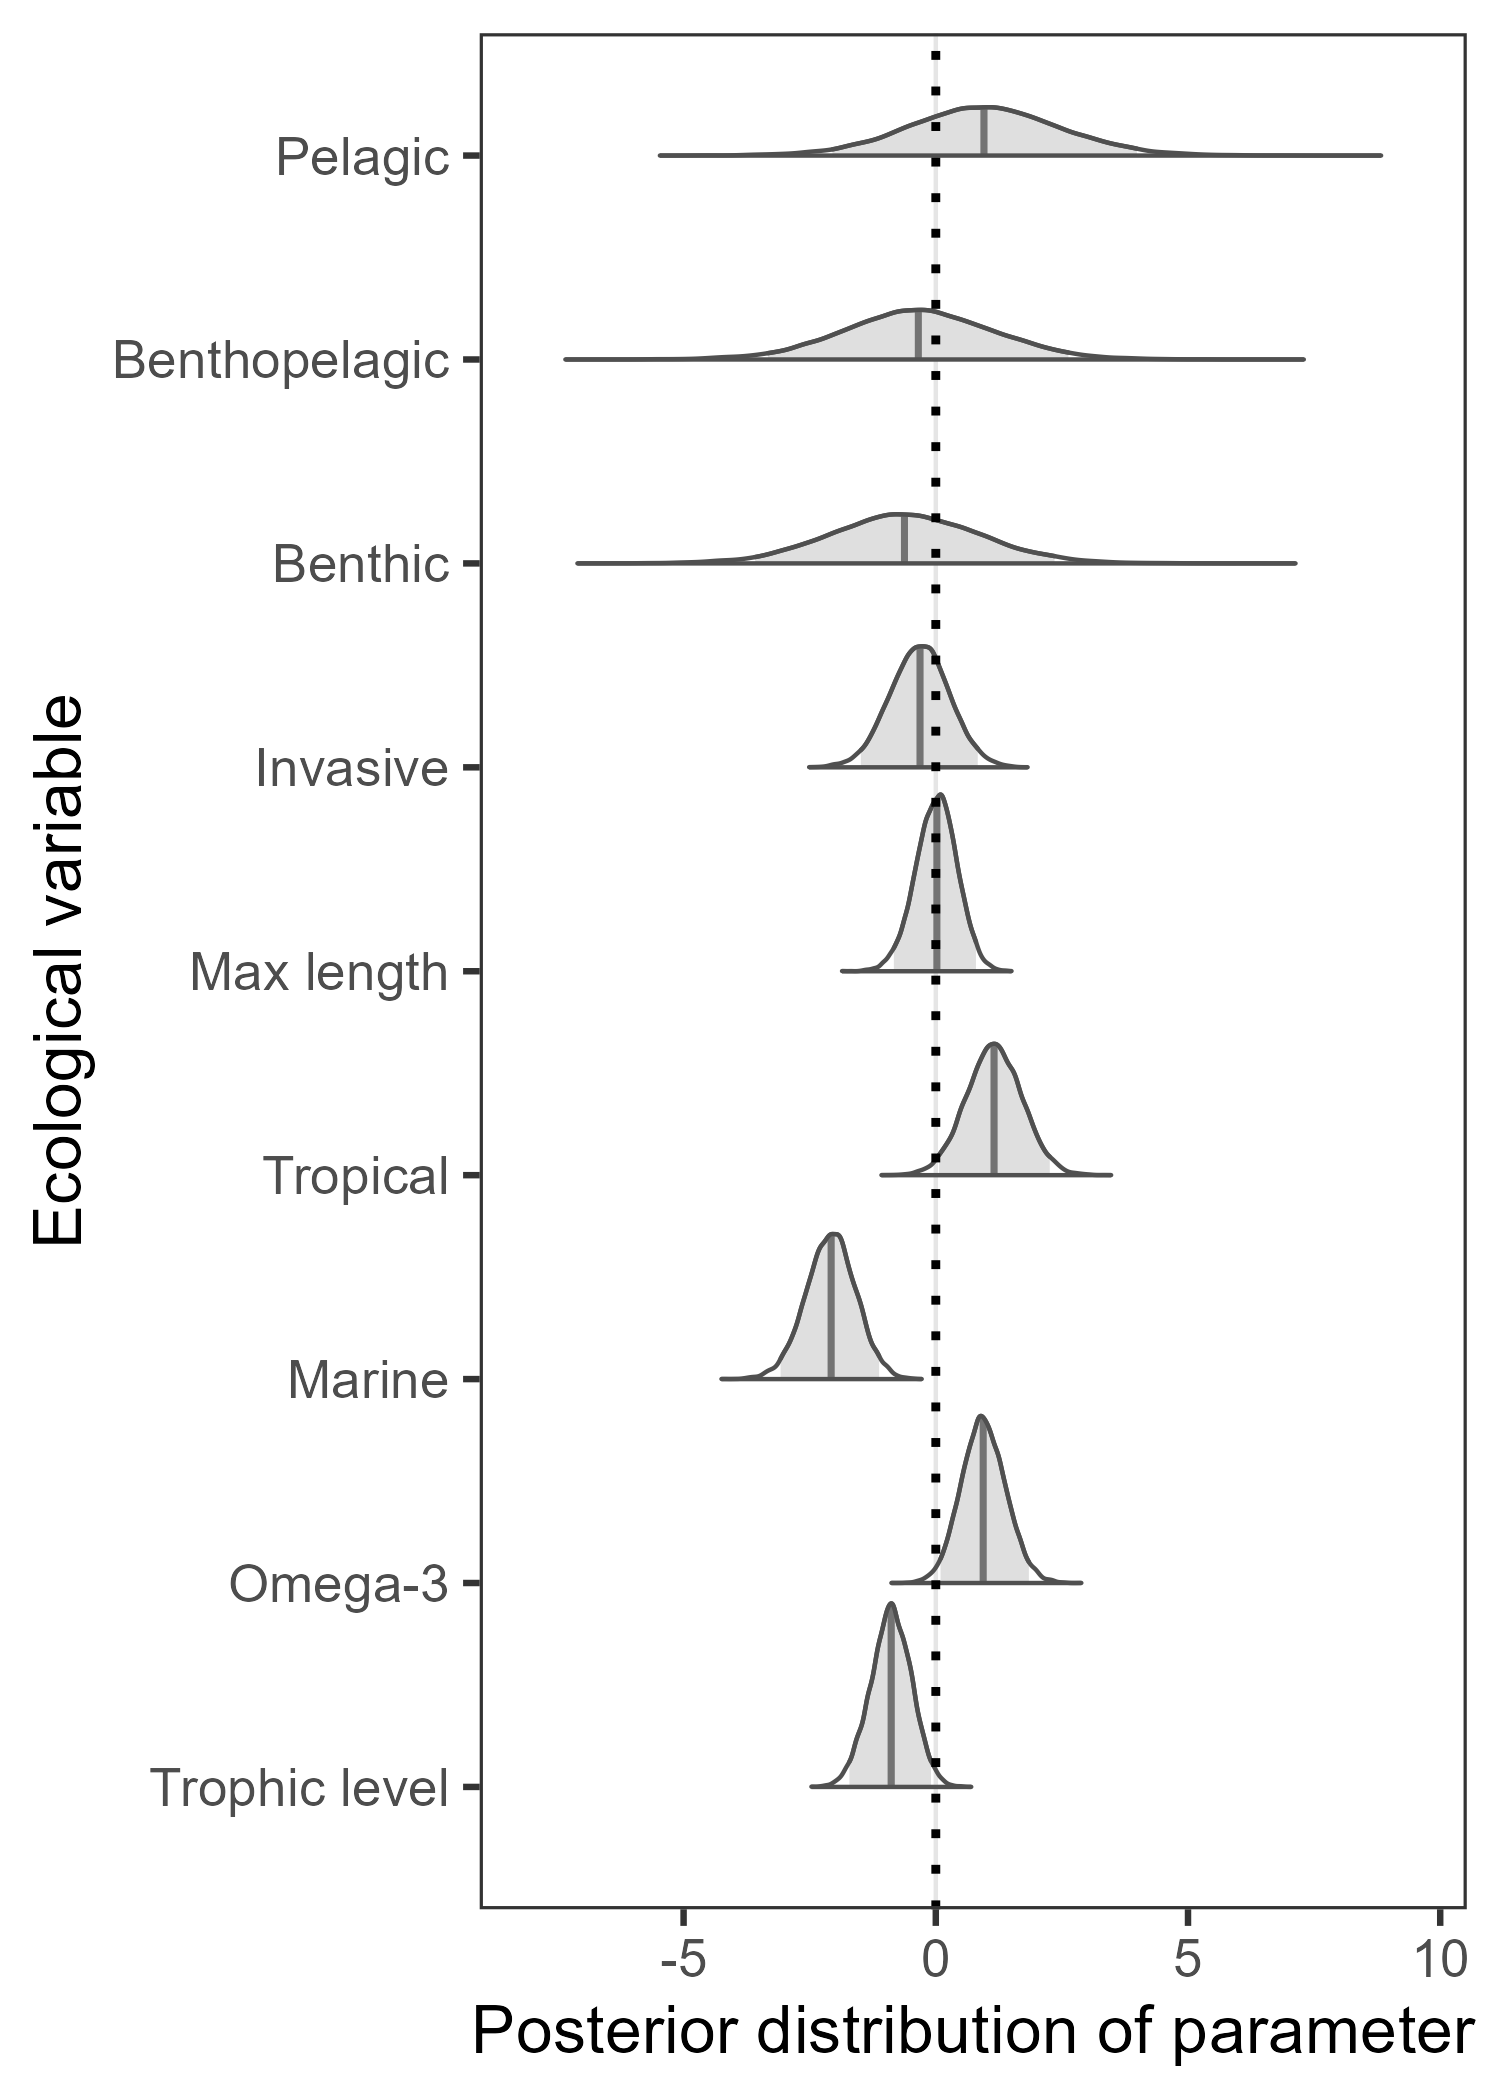 Pelagic
Benthopelagic
Benthic
Invasive
Max length
Tropical
Marine
Omega-3
Trophic level
Ecological variable
-5 0 5 10
Posterior distribution of parameter